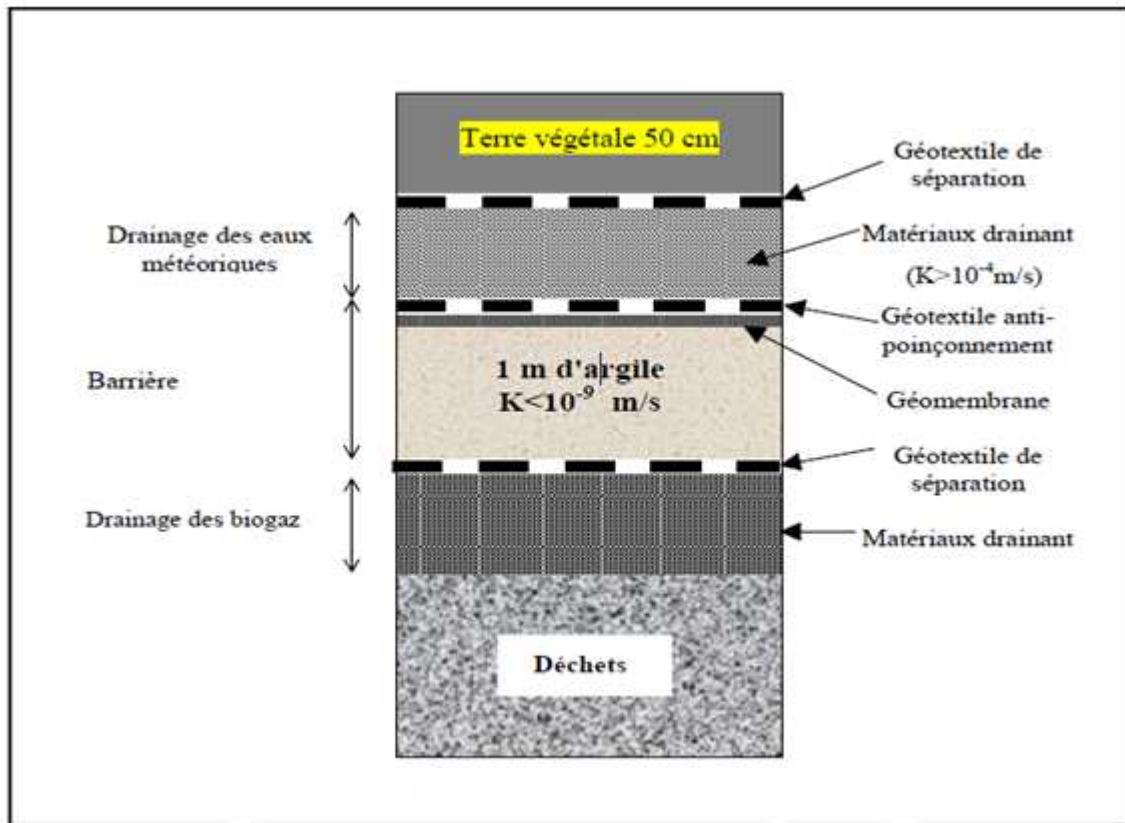 Terre végétale 50 cm
Géotextile de
séparation
Drainage des eaux
météoriques
Matériaux drainant
(K>10⁻⁴m/s)
Géotextile anti-
poinçonnement
Barrière
1 m d'argile
K<10⁻⁹ m/s
Géomembrane
Géotextile de
séparation
Drainage des biogaz
Matériaux drainant
Déchets